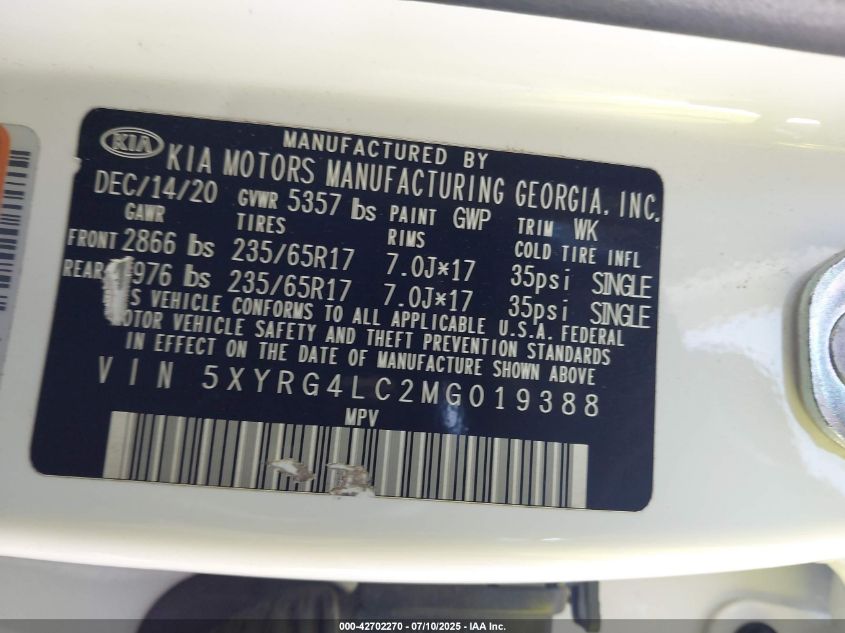 KIA
MANUFACTURED BY
KIA MOTORS MANUFACTURING GEORGIA, INC.
DEC/14/20 GVWR 5357 lbs PAINT GWP TRIM WK
GAWR TIRES RIMS COLD TIRE INFL
FRONT 2866 lbs 235/65R17 7.0J*17 35psi SINGLE
REAR 976 lbs 235/65R17 7.0J*17 35psi SINGLE
S VEHICLE CONFORMS TO ALL APPLICABLE U.S.A. FEDERAL
MOTOR VEHICLE SAFETY AND THEFT PREVENTION STANDARDS
IN EFFECT ON THE DATE OF MANUFACTURE SHOWN ABOVE
VIN 5XYRG4LC2MG019388
MPV
000-42702270 - 07/10/2025 - IAA Inc.